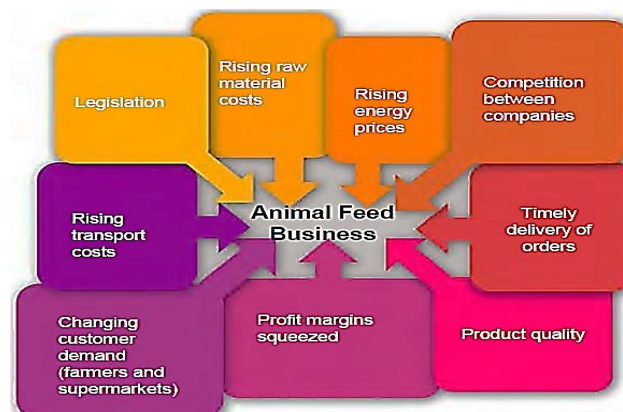 Legislation
Rising raw
material
costs
Rising
energy
prices
Competition
between
companies
Rising
transport
costs
Animal Feed
Business
Timely
delivery of
orders
Changing
customer
demand
(farmers and
supermarkets)
Profit margins
squeezed
Product quality